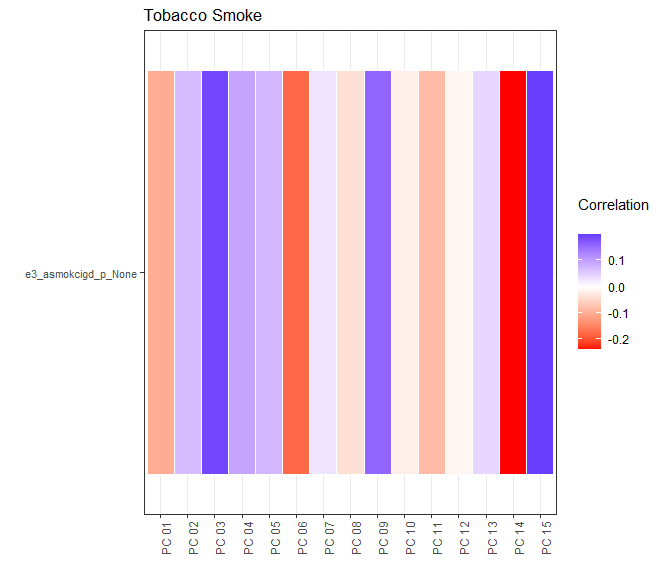 Tobacco Smoke
e3_asmokcigd_p_None
Correlation
0.1
0.0
-0.1
-0.2
PC 01
PC 02
PC 03
PC 04
PC 05
PC 06
PC 07
PC 08
PC 09
PC 10
PC 11
PC 12
PC 13
PC 14
PC 15